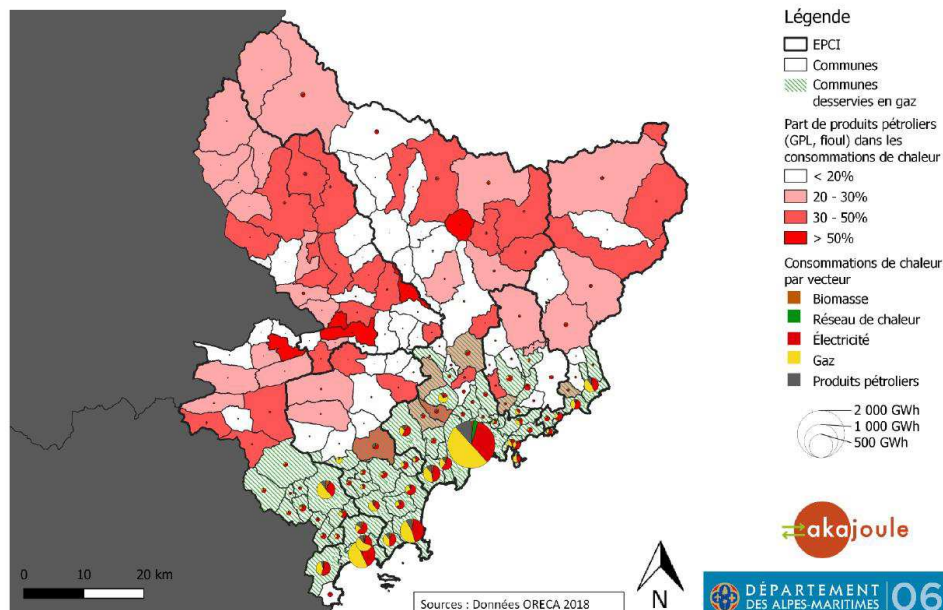 Légende
EPCI
Communes
Communes
desservies en gaz
Part de produits pétroliers
(GPL, fioul) dans les
consommations de chaleur
< 20%
20 - 30%
30 - 50%
> 50%
Consommations de chaleur
par vecteur
Biomasse
Réseau de chaleur
Électricité
Gaz
Produits pétroliers
2 000 GWh
1 000 GWh
500 GWh
akajoule
0 10 20 km
N
Sources : Données ORECA 2018
DÉPARTEMENT
DES ALPES-MARITIMES
06